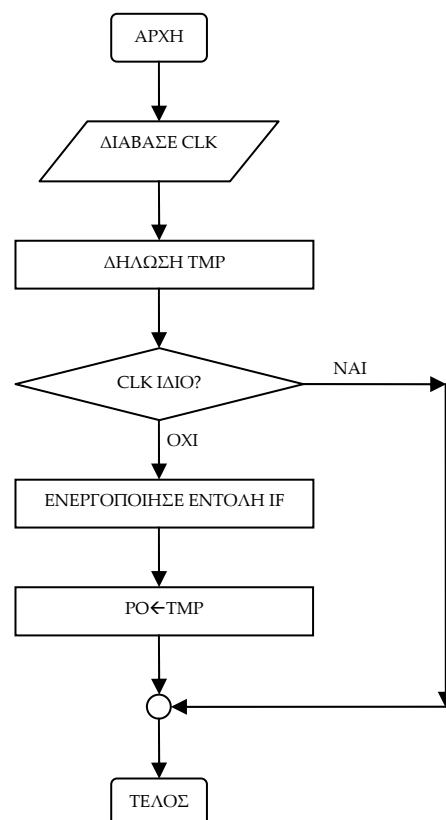 ΑΡΧΗ
ΔΙΑΒΑΣΕ CLK
ΔΗΛΩΣΗ TMP
CLK ΙΔΙΟ?
ΝΑΙ
ΟΧΙ
ΕΝΕΡΓΟΠΟΙΗΣΕ ΕΝΤΟΛΗ IF
PO←TMP
ΤΕΛΟΣ